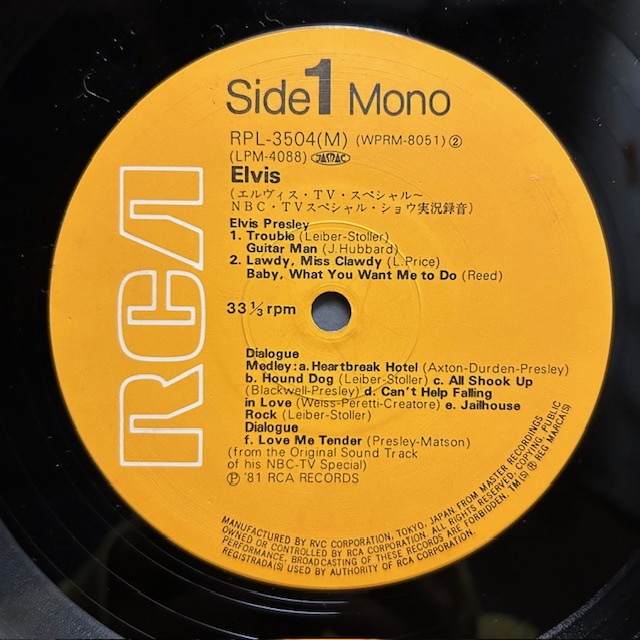 Side 1 Mono
RPL-3504(M) (WPRM-8051) ②
(LPM-4088) JASRAC
Elvis
(エルヴィス・TV・スペシャル～
NBC・TVスペシャル・ショウ実況録音)
Elvis Presley
1. Trouble (Leiber-Stoller)
Guitar Man (J.Hubbard)
2. Lawdy, Miss Clawdy (L.Price)
Baby, What You Want Me to Do (Reed)
33 1/3 rpm
Dialogue
Medley: a. Heartbreak Hotel (Axton-Durden-Presley)
b. Hound Dog (Leiber-Stoller) c. All Shook Up
(Blackwell-Presley) d. Can't Help Falling
in Love (Weiss-Peretti-Creatore) e. Jailhouse
Rock (Leiber-Stoller)
Dialogue
f. Love Me Tender (Presley-Matson)
(from the Original Sound Track
of his NBC-TV Special)
Ⓟ '81 RCA RECORDS
RCA
MANUFACTURED BY RVC CORPORATION, TOKYO, JAPAN, FROM MASTER RECORDINGS
OWNED OR CONTROLLED BY RCA CORPORATION. ALL RIGHTS RESERVED, COPYING, PUBLIC
PERFORMANCE, BROADCASTING OF THESE RECORDS ARE FORBIDDEN. TM(S) ® REG. MARCA(S)
REGISTRADA(S) USED BY AUTHORITY OF RCA CORPORATION.